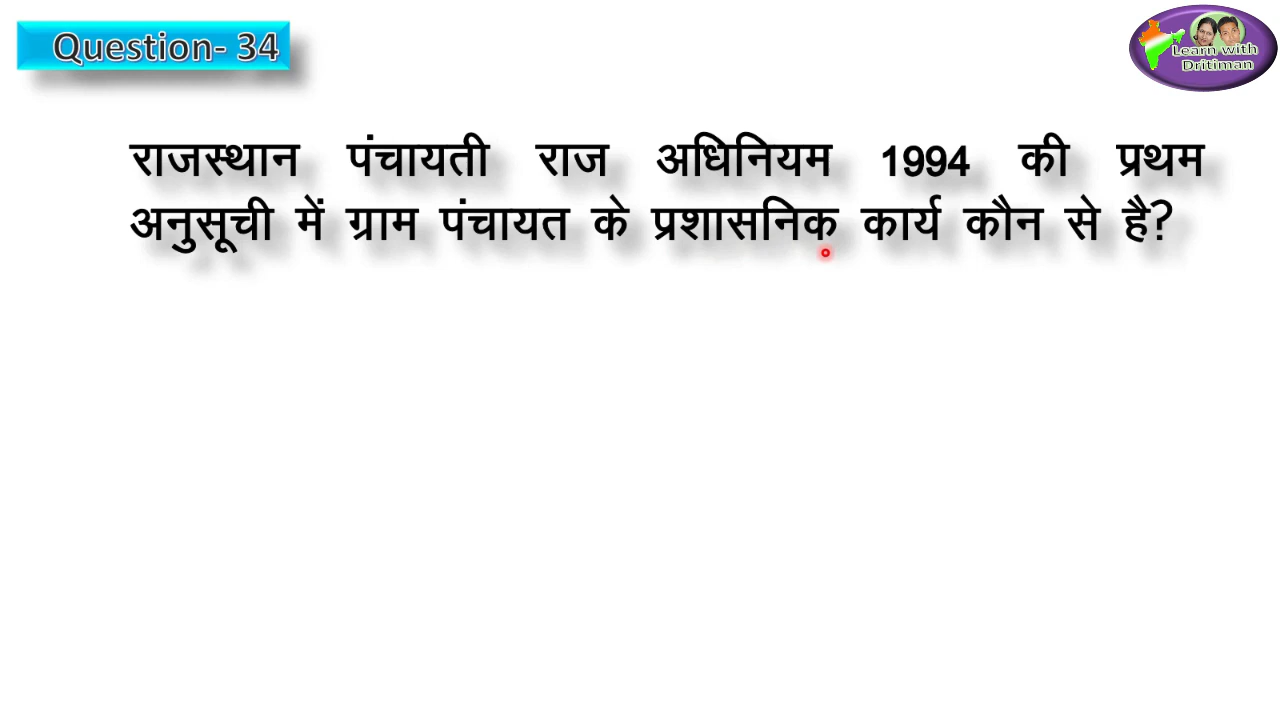 Question- 34
Learn with
Dritiman
राजस्थान पंचायती राज अधिनियम 1994 की प्रथम
अनुसूची में ग्राम पंचायत के प्रशासनिक कार्य कौन से है?